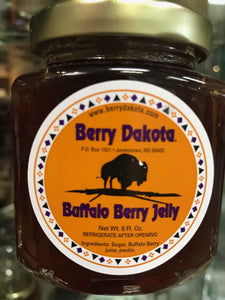 www.berrydakota.com
Berry Dakota
P.O. Box 1021 • Jamestown, ND 58402
Buffalo Berry Jelly
Net Wt. 6 Fl. Oz.
REFRIGERATE AFTER OPENING
Ingredients: Sugar, Buffalo Berry
juice, pectin.